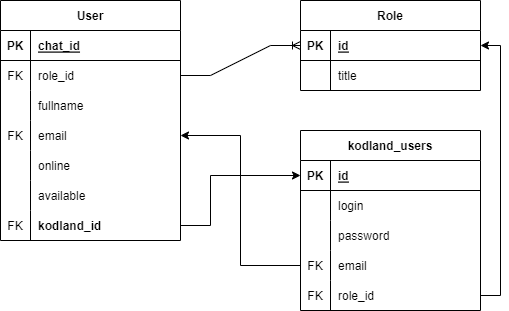 User
PK chat_id
FK role_id
fullname
FK email
online
available
FK kodland_id
Role
PK id
title
kodland_users
PK id
login
password
FK email
FK role_id